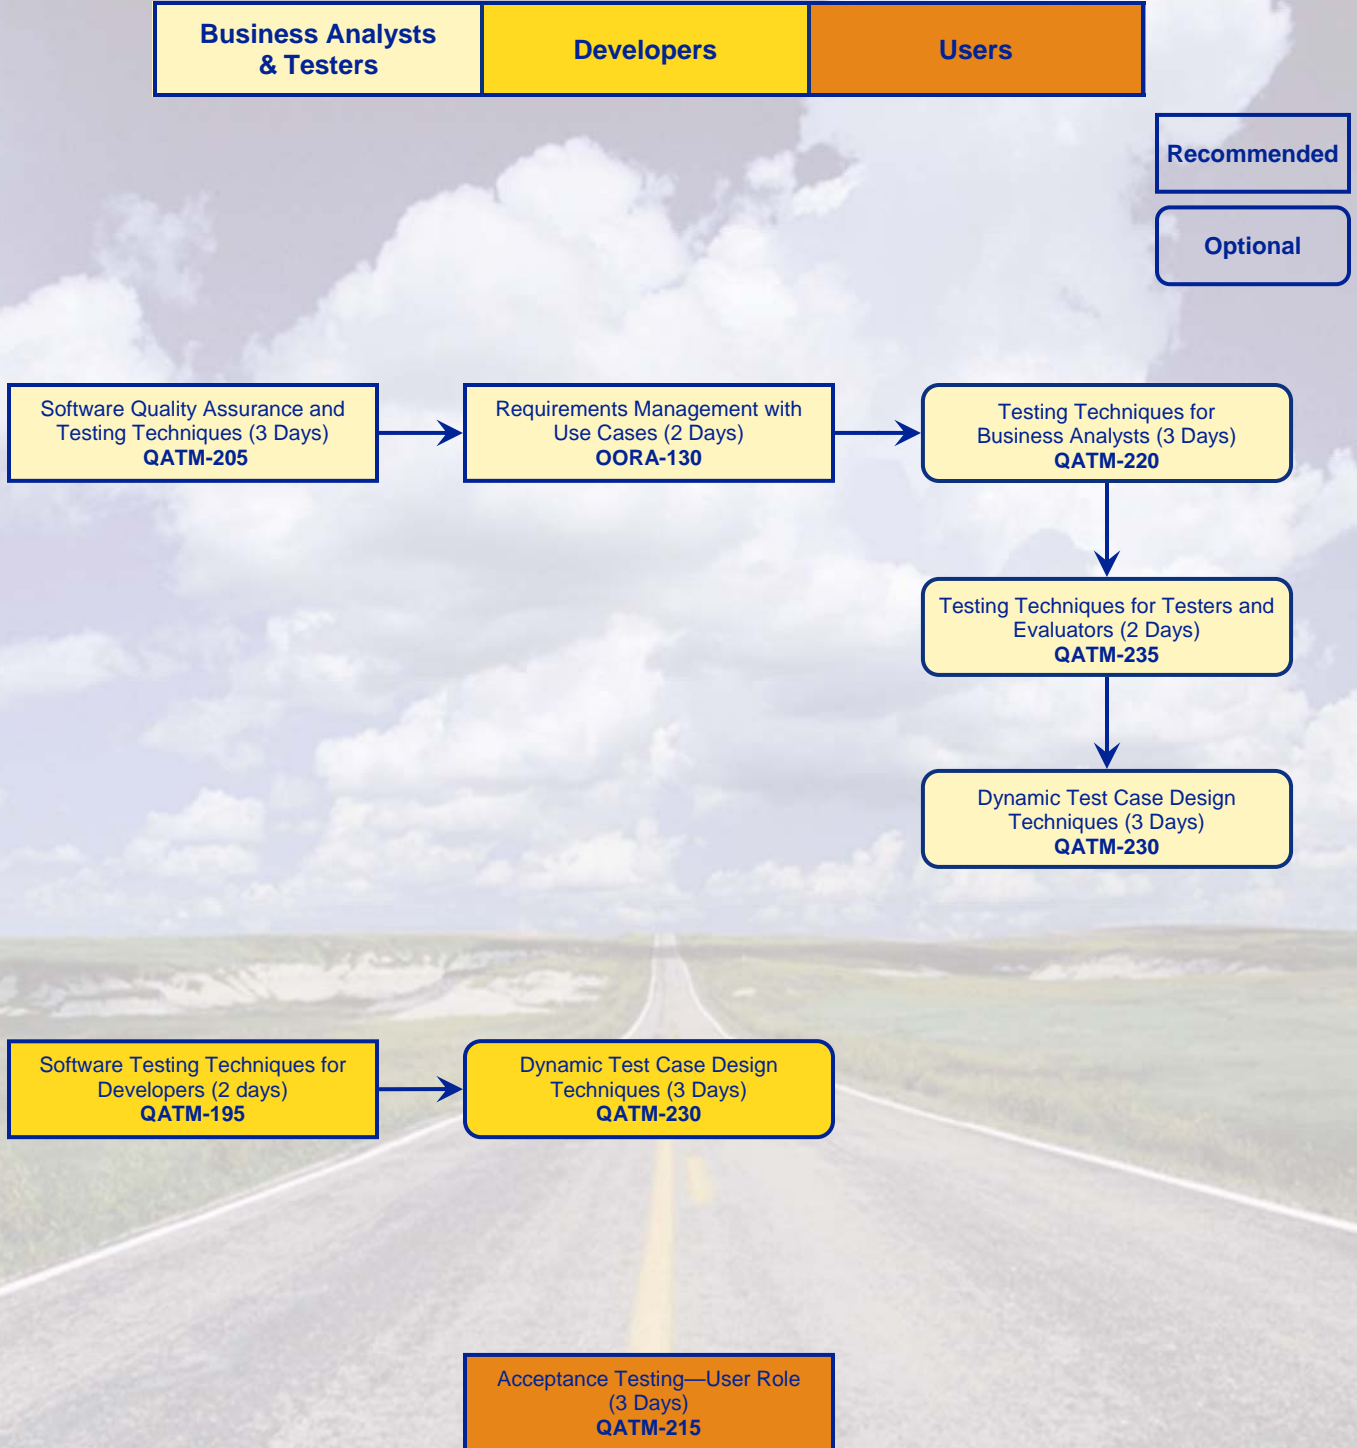 Business Analysts
& Testers
Developers
Users
Recommended
Optional
Software Quality Assurance and
Testing Techniques (3 Days)
QATM-205
Requirements Management with
Use Cases (2 Days)
OORA-130
Testing Techniques for
Business Analysts (3 Days)
QATM-220
Testing Techniques for Testers and
Evaluators (2 Days)
QATM-235
Dynamic Test Case Design
Techniques (3 Days)
QATM-230
Software Testing Techniques for
Developers (2 days)
QATM-195
Dynamic Test Case Design
Techniques (3 Days)
QATM-230
Acceptance Testing—User Role
(3 Days)
QATM-215